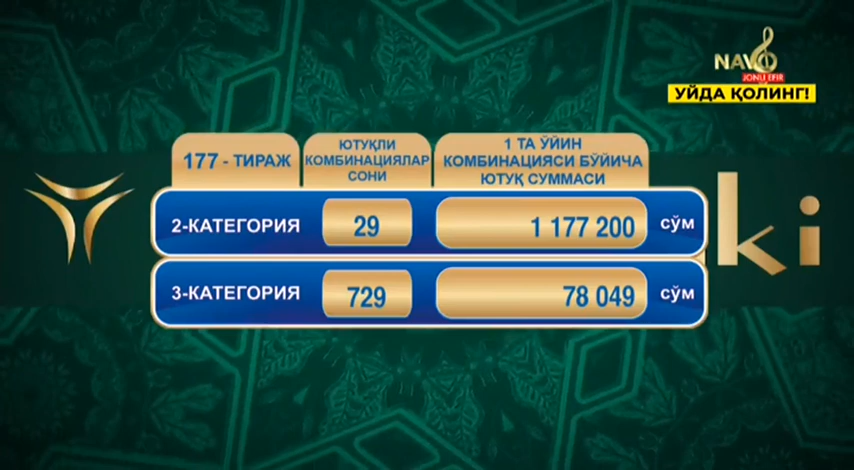 NAVO
JONLI EFIR
УЙДА ҚОЛИНГ!
177 - ТИРАЖ
ЮТУҚЛИ
КОМБИНАЦИЯЛАР
СОНИ
1 ТА ЎЙИН
КОМБИНАЦИЯСИ БЎЙИЧА
ЮТУҚ СУММАСИ
2-КАТЕГОРИЯ 29 1 177 200 сўм
3-КАТЕГОРИЯ 729 78 049 сўм
ki